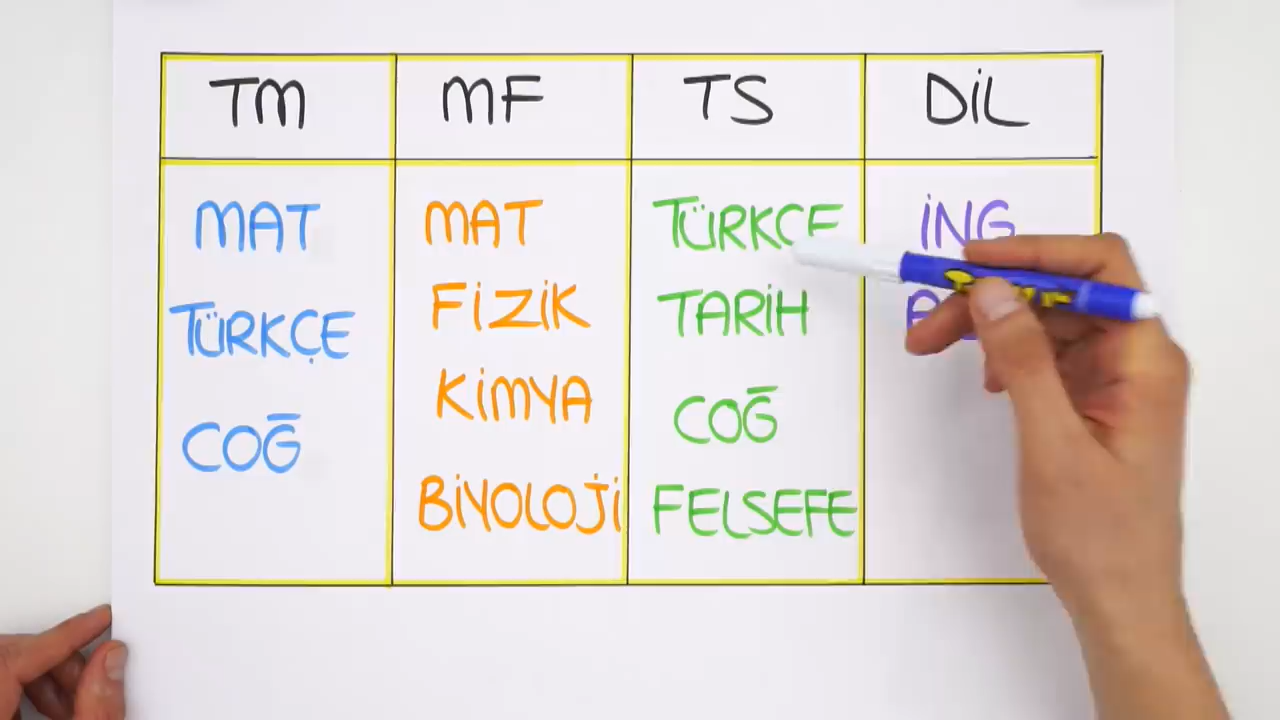 TM MF TS DİL
MAT MAT TÜRKÇE İNG
TÜRKÇE FİZİK TARİH
COĞ KİMYA COĞ
BİYOLOJİ FELSEFE